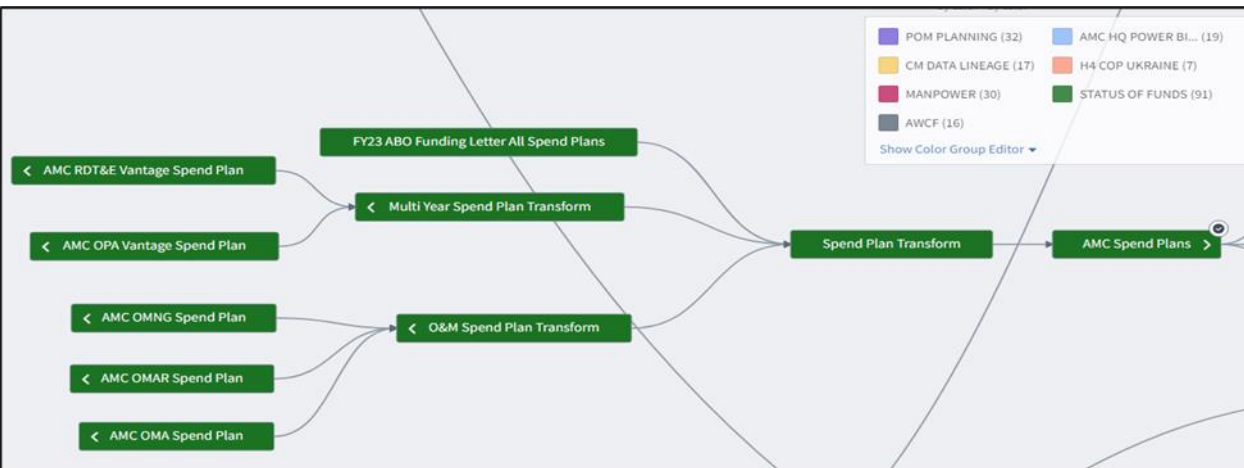 POM PLANNING (32)
AMC HQ POWER BI... (19)
CM DATA LINEAGE (17)
H4 COP UKRAINE (7)
MANPOWER (30)
STATUS OF FUNDS (91)
AWCF (16)
Show Color Group Editor
FY23 ABO Funding Letter All Spend Plans
AMC RDT&E Vantage Spend Plan
Multi Year Spend Plan Transform
AMC OPA Vantage Spend Plan
Spend Plan Transform
AMC Spend Plans
AMC OMNG Spend Plan
O&M Spend Plan Transform
AMC OMAR Spend Plan
AMC OMA Spend Plan